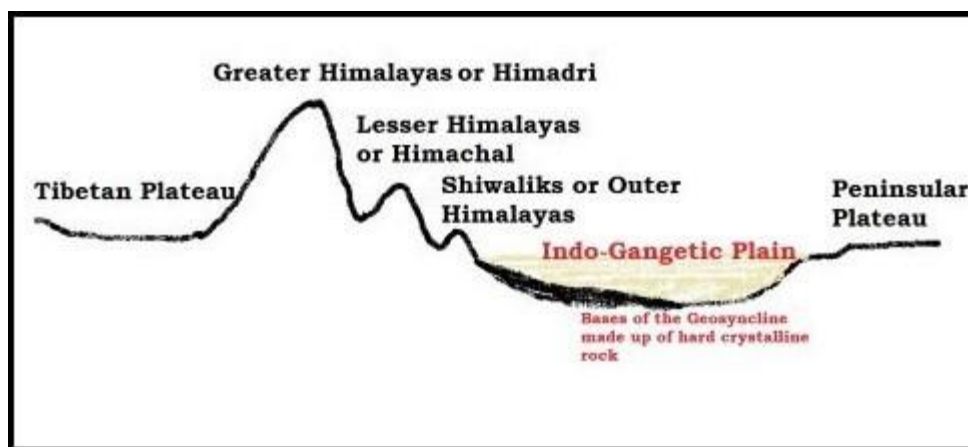 Greater Himalayas or Himadri
Lesser Himalayas
or Himachal
Tibetan Plateau
Shiwaliks or Outer
Himalayas
Peninsular
Plateau
Indo-Gangetic Plain
Bases of the Geosyncline
made up of hard crystalline
rock